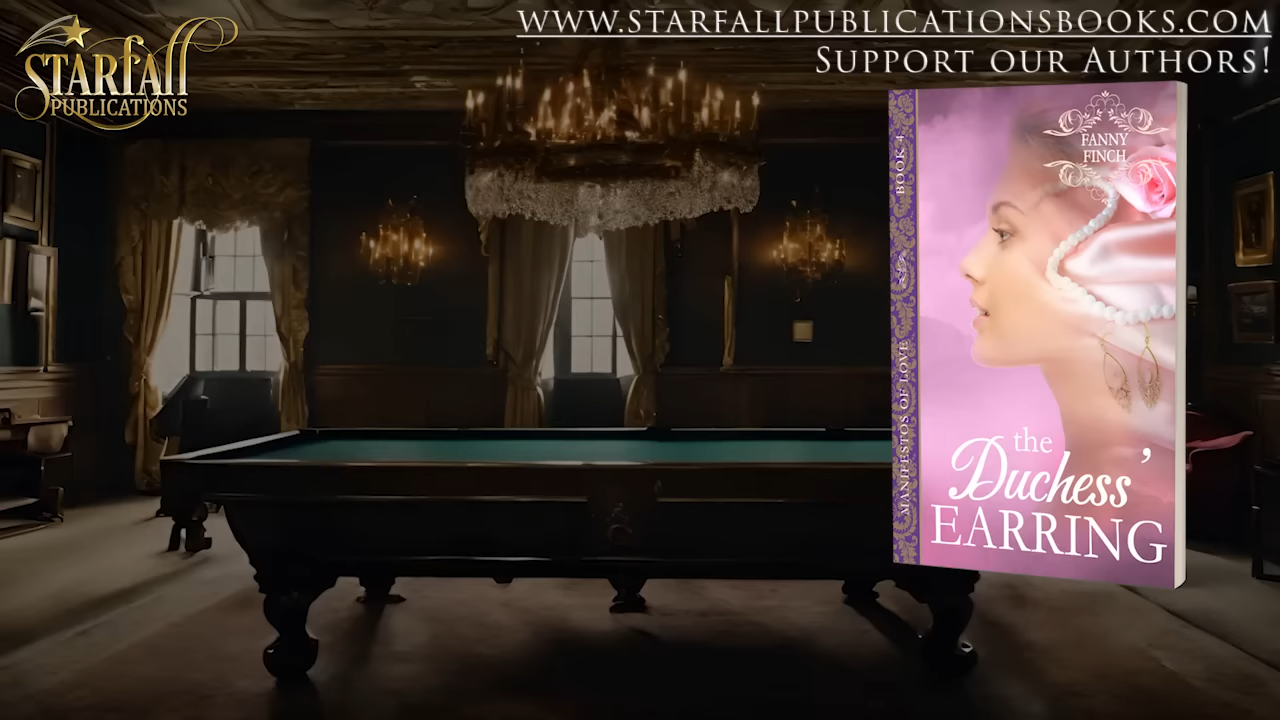 STARfall
PUBLICATIONS
WWW.STARFALLPUBLICATIONSBOOKS.COM
SUPPORT OUR AUTHORS!
BOOK 4
MANIFESTOS OF LOVE
FANNY
FINCH
the
Duchess'
EARRING